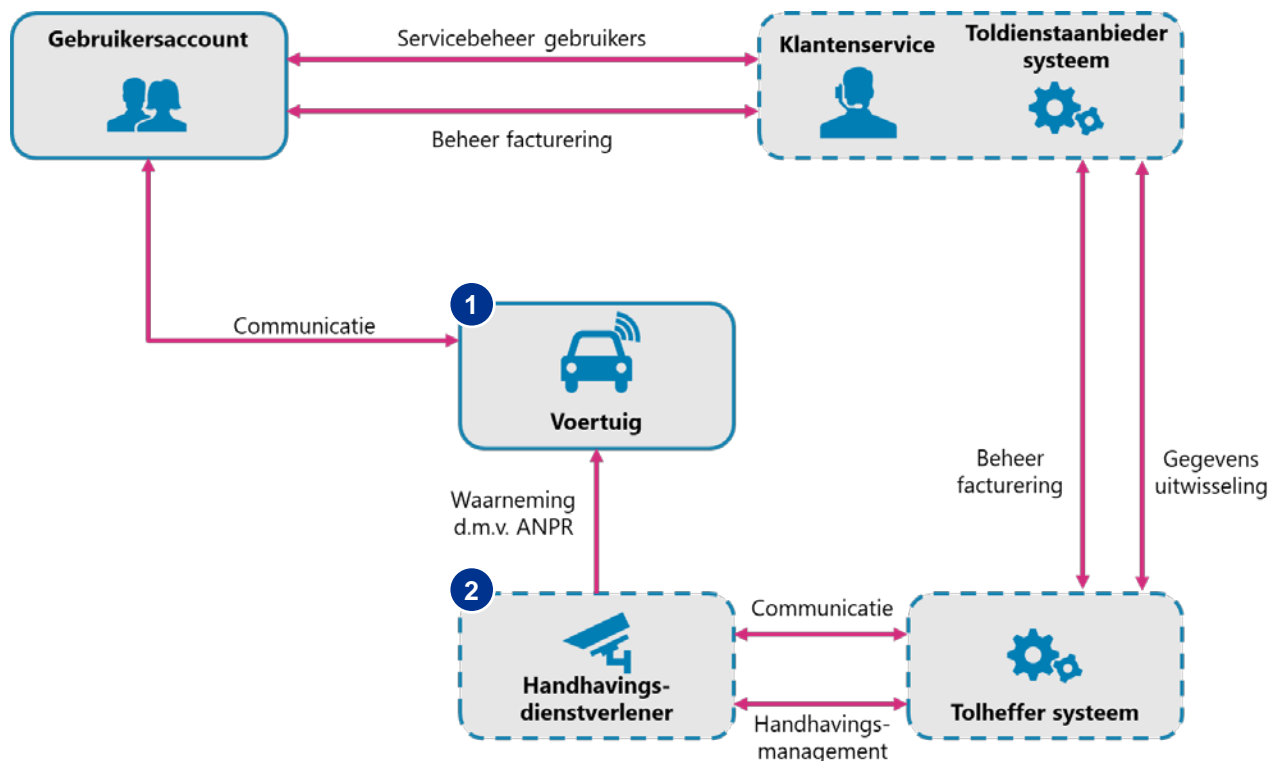 Gebruikersaccount
Servicebeheer gebruikers
Beheer facturering
Klantenservice
Toldienstaanbieder
systeem
Communicatie
1
Voertuig
Waarneming
d.m.v. ANPR
Beheer
facturering
Gegevens
uitwisseling
2
Handhavings-
dienstverlener
Communicatie
Handhavings-
management
Tolheffer systeem